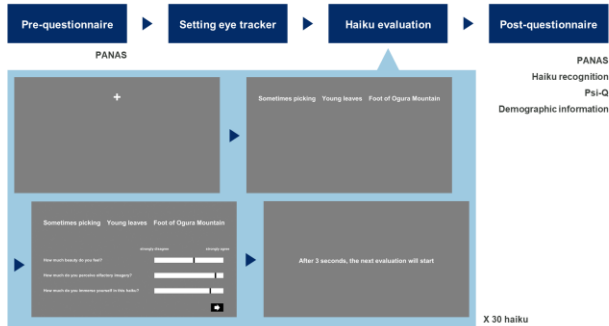 Pre-questionnaire
Setting eye tracker
Haiku evaluation
Post-questionnaire
PANAS
PANAS
Haiku recognition
Psi-Q
Demographic information
+
Sometimes picking Young leaves Foot of Ogura Mountain
Sometimes picking Young leaves Foot of Ogura Mountain
strongly disagree strongly agree
How much beauty do you feel?
How much do you perceive olfactory imagery?
How much do you immerse yourself in this haiku?
After 3 seconds, the next evaluation will start
X 30 haiku